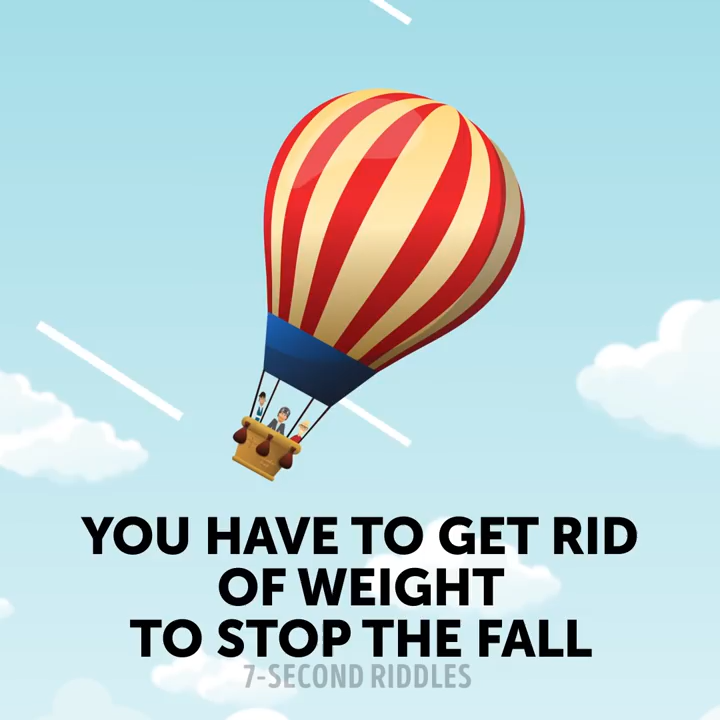 YOU HAVE TO GET RID
OF WEIGHT
TO STOP THE FALL
7-SECOND RIDDLES